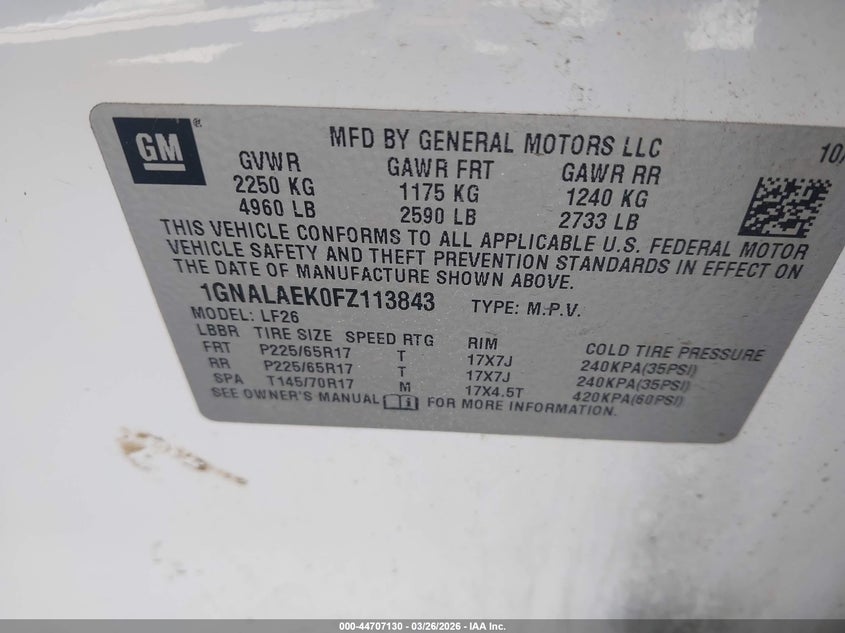 GM®
MFD BY GENERAL MOTORS LLC
10/
GVWR GAWR FRT GAWR RR
2250 KG 1175 KG 1240 KG
4960 LB 2590 LB 2733 LB
THIS VEHICLE CONFORMS TO ALL APPLICABLE U.S. FEDERAL MOTOR
VEHICLE SAFETY AND THEFT PREVENTION STANDARDS IN EFFECT ON
THE DATE OF MANUFACTURE SHOWN ABOVE.
1GNALAEK0FZ113843 TYPE: M.P.V.
MODEL: LF26
LBBR TIRE SIZE SPEED RTG RIM COLD TIRE PRESSURE
FRT P225/65R17 T 17X7J 240KPA(35PSI)
RR P225/65R17 T 17X7J 240KPA(35PSI)
SPA T145/70R17 M 17X4.5T 420KPA(60PSI)
SEE OWNER'S MANUAL FOR MORE INFORMATION.
000-44707130 - 03/26/2026 - IAA Inc.